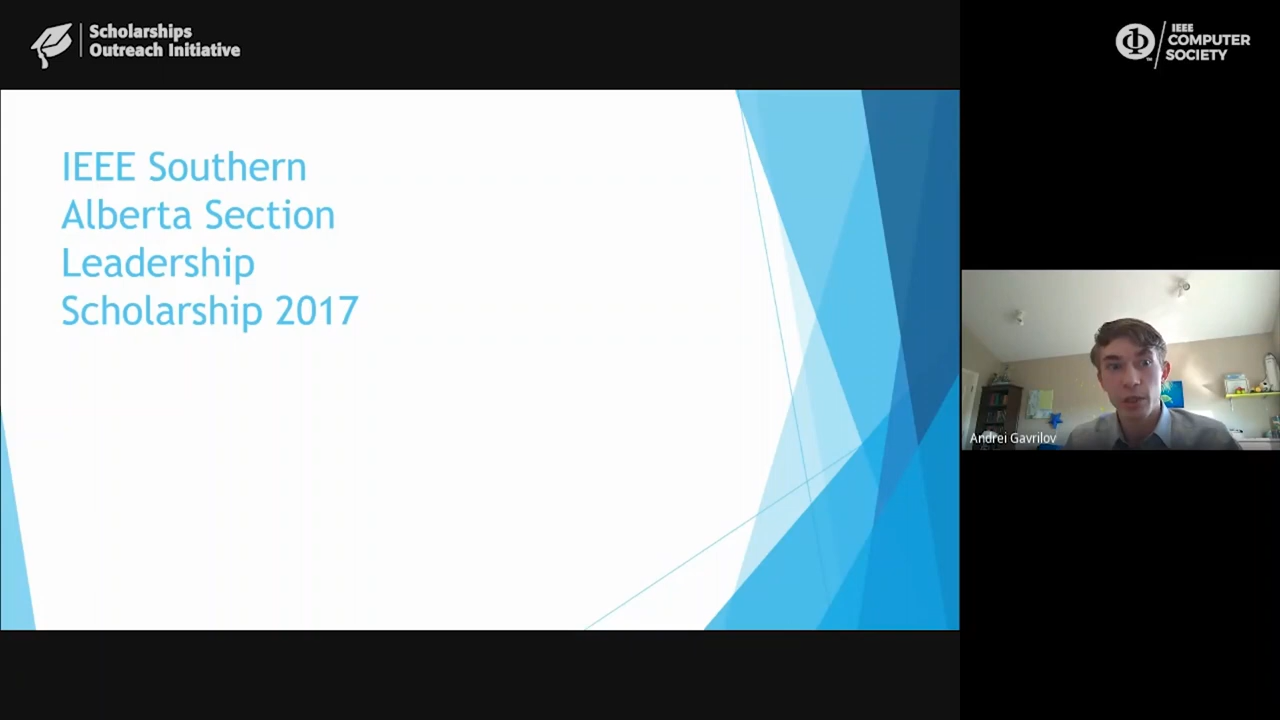 Scholarships
Outreach Initiative
IEEE
COMPUTER
SOCIETY
IEEE Southern
Alberta Section
Leadership
Scholarship 2017
Andrei Gavrilov